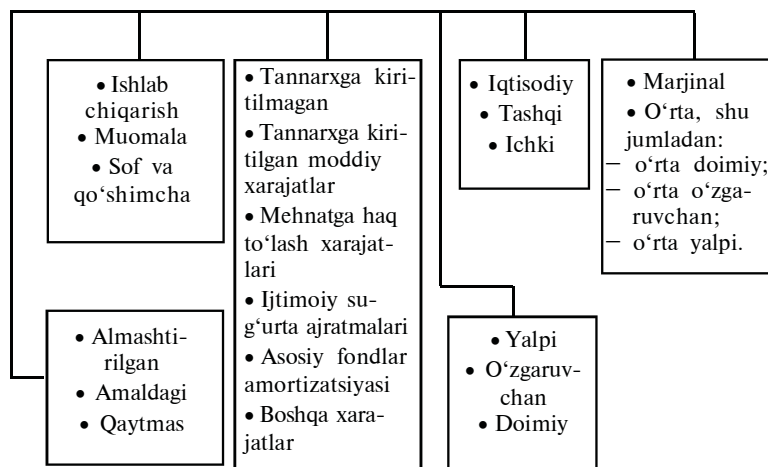 • Ishlab
chiqarish
• Muomala
• Sof va
qo‘shimcha
• Tannarxga kiri-
tilmagan
• Tannarxga kiri-
tilgan moddiy
xarajatlar
• Mehnatga haq
to‘lash xarajat-
lari
• Ijtimoiy su-
g‘urta ajratmalari
• Asosiy fondlar
amortizatsiyasi
• Boshqa xara-
jatlar
• Iqtisodiy
• Tashqi
• Ichki
• Marjinal
• O‘rta, shu
jumladan:
– o‘rta doimiy;
– o‘rta o‘zga-
ruvchan;
– o‘rta yalpi.
• Almashti-
rilgan
• Amaldagi
• Qaytmas
• Yalpi
• O‘zgaruv-
chan
• Doimiy